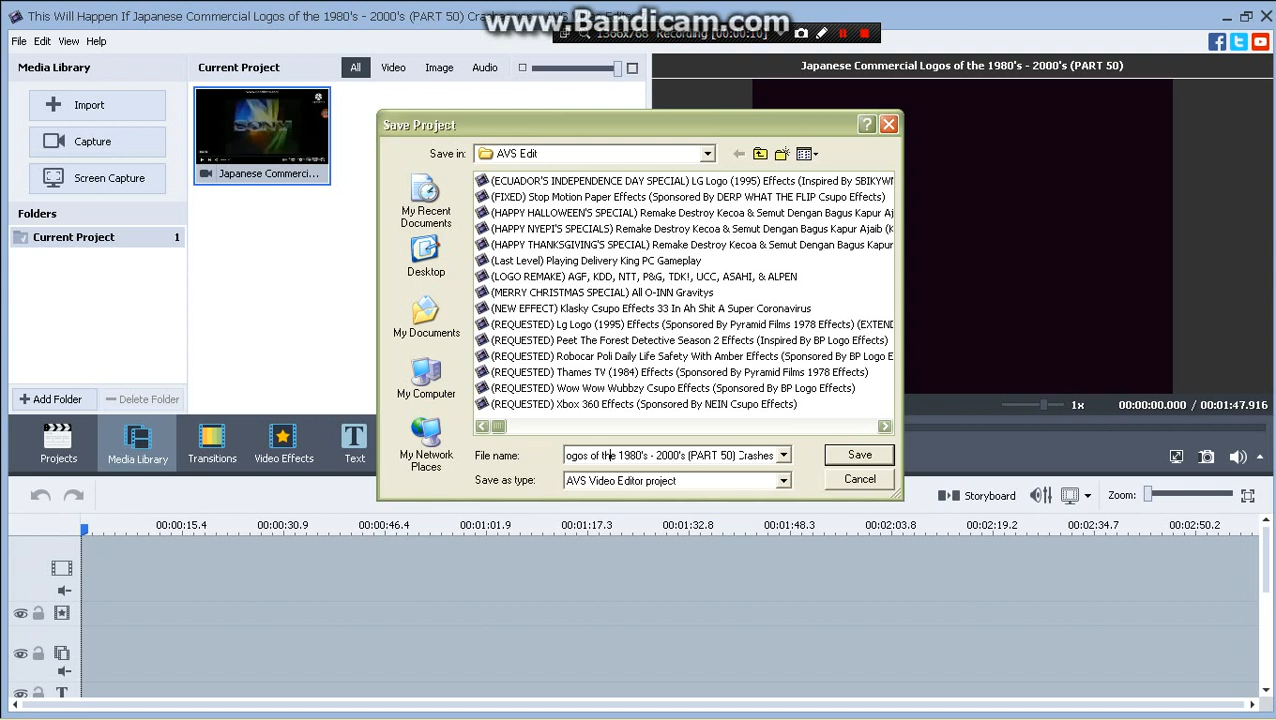 This Will Happen If Japanese Commercial Logos of the 1980's - 2000's (PART 50)
www.Bandicam.com
1366x768 Recording [00:00:10]
File
Media Library
Current Project
All
Video
Image
Audio
Japanese Commercial Logos of the 1980's - 2000's (PART 50)
Import
Capture
Screen Capture
SONY
Japanese Commerci...
Folders
Current Project 1
Add Folder
Delete Folder
Save Project
Save in:
AVS Edit
My Recent Documents
Desktop
My Documents
My Computer
My Network Places
(ECUADOR'S INDEPENDENCE DAY SPECIAL) LG Logo (1995) Effects (Inspired By SBIKYW
(FIXED) Stop Motion Paper Effects (Sponsored By DERP WHAT THE FLIP Csupo Effects)
(HAPPY HALLOWEEN'S SPECIAL) Remake Destroy Kecoa & Semut Dengan Bagus Kapur Aj
(HAPPY NYEPI'S SPECIALS) Remake Destroy Kecoa & Semut Dengan Bagus Kapur Ajaib (K
(HAPPY THANKSGIVING'S SPECIAL) Remake Destroy Kecoa & Semut Dengan Bagus Kapur
(Last Level) Playing Delivery King PC Gameplay
(LOGO REMAKE) AGF, KDD, NTT, P&G, TDK!, UCC, ASAHI, & ALPEN
(MERRY CHRISTMAS SPECIAL) All O-INN Gravitys
(NEW EFFECT) Klasky Csupo Effects 33 In Ah Shit A Super Coronavirus
(REQUESTED) Lg Logo (1995) Effects (Sponsored By Pyramid Films 1978 Effects) (EXTEND
(REQUESTED) Peet The Forest Detective Season 2 Effects (Inspired By BP Logo Effects)
(REQUESTED) Robocar Poli Daily Life Safety With Amber Effects (Sponsored By BP Logo E
(REQUESTED) Thames TV (1984) Effects (Sponsored By Pyramid Films 1978 Effects)
(REQUESTED) Wow Wow Wubbzy Csupo Effects (Sponsored By BP Logo Effects)
(REQUESTED) Xbox 360 Effects (Sponsored By NEIN Csupo Effects)
File name:
ogos of the 1980's - 2000's (PART 50) Crashes
Save
Save as type:
AVS Video Editor project
Cancel
1x
00:00:00.000 / 00:01:47.916
Projects
Media Library
Transitions
Video Effects
Text
Storyboard
Zoom:
00:00:15.4
00:00:30.9
00:00:46.4
00:01:01.9
00:01:17.3
00:01:32.8
00:01:48.3
00:02:03.8
00:02:19.2
00:02:34.7
00:02:50.2